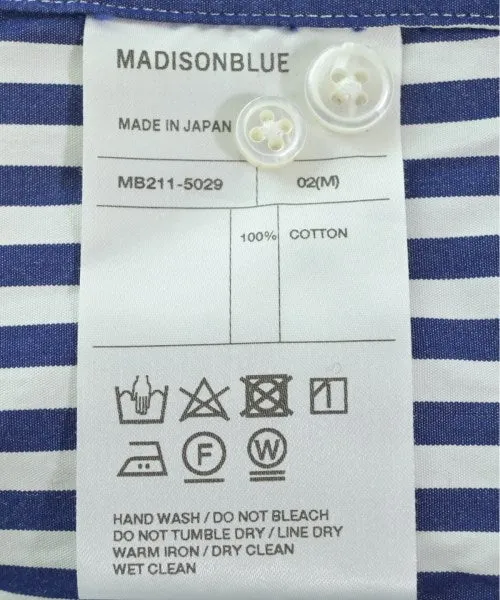 MADISONBLUE
MADE IN JAPAN
MB211-5029 02(M)
100% COTTON
F W
HAND WASH / DO NOT BLEACH
DO NOT TUMBLE DRY / LINE DRY
WARM IRON / DRY CLEAN
WET CLEAN